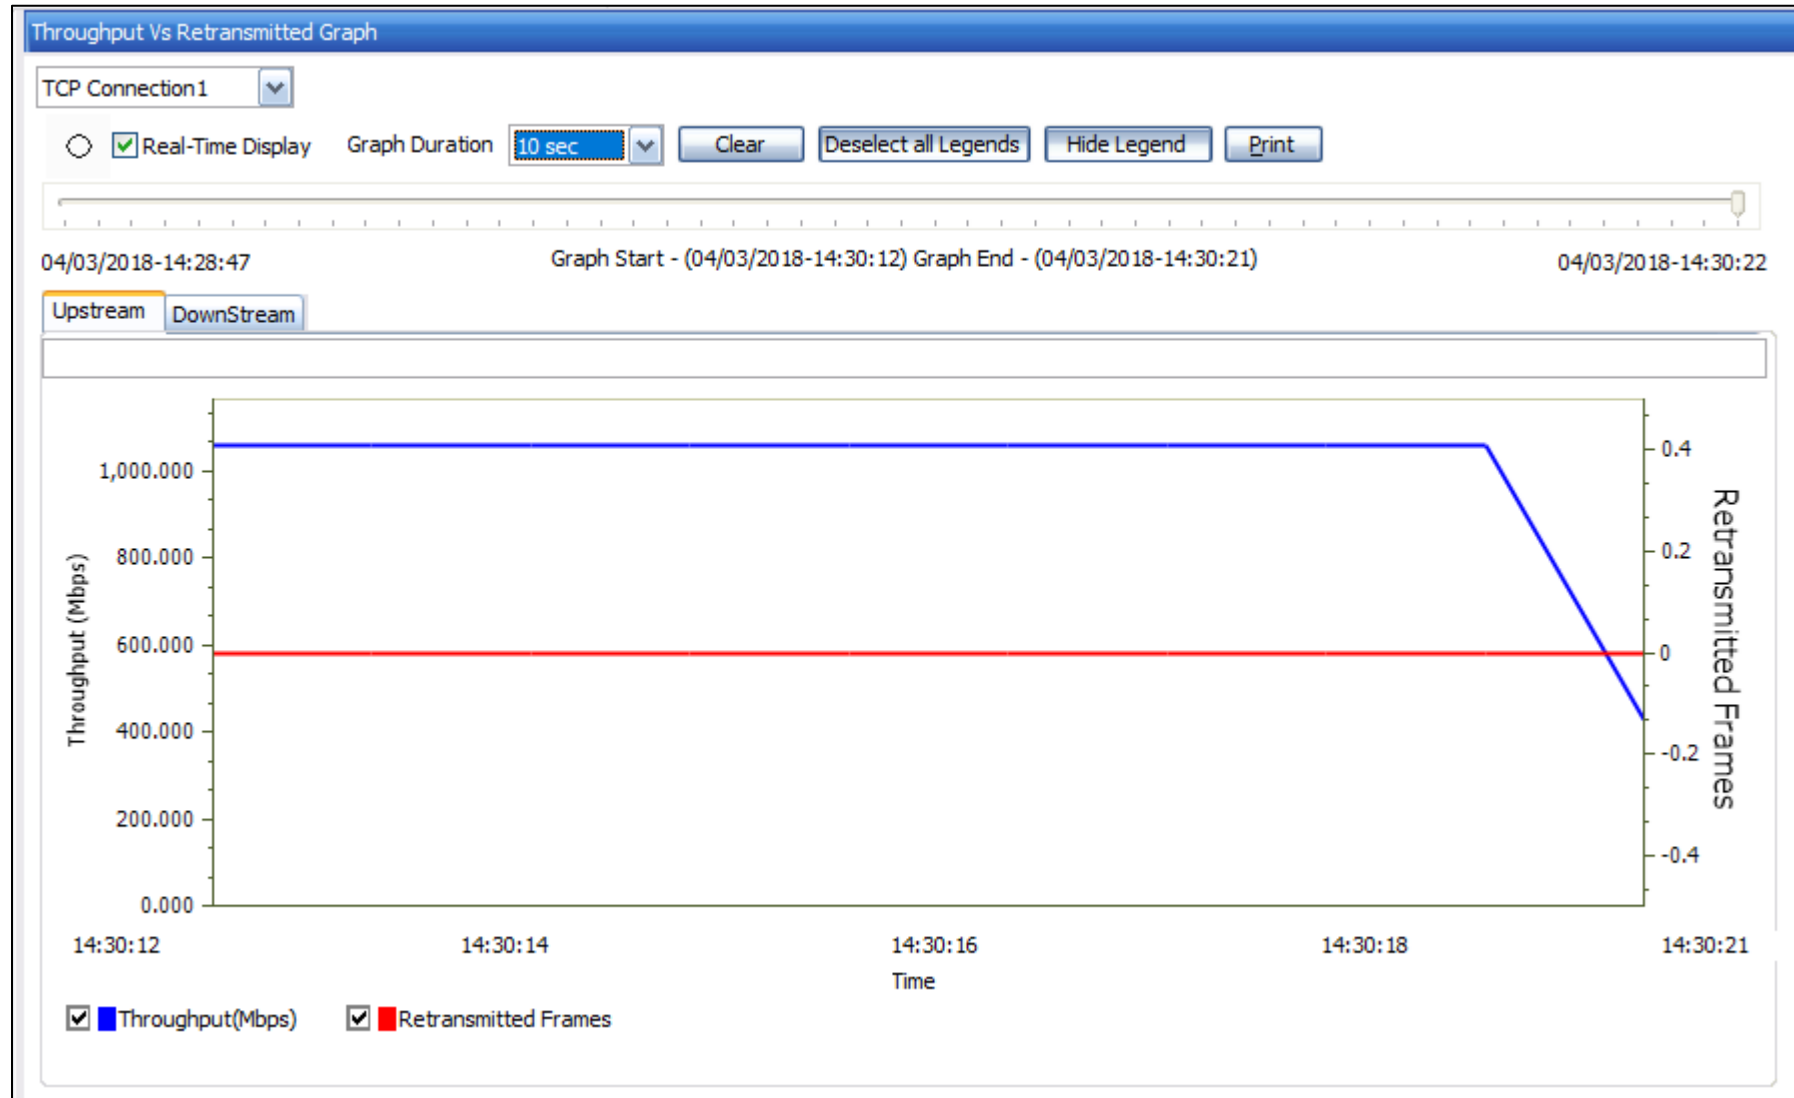 Throughput Vs Retransmitted Graph
TCP Connection1
Real-Time Display Graph Duration 10 sec Clear Deselect all Legends Hide Legend Print
04/03/2018-14:28:47 Graph Start - (04/03/2018-14:30:12) Graph End - (04/03/2018-14:30:21) 04/03/2018-14:30:22
Upstream DownStream
1,000.000
800.000
600.000
400.000
200.000
0.000
Throughput (Mbps)
0.4
0.2
0
-0.2
-0.4
Retransmitted Frames
14:30:12 14:30:14 14:30:16 14:30:18 14:30:21
Time
Throughput(Mbps) Retransmitted Frames